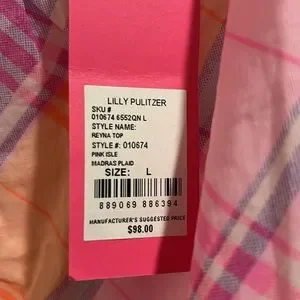 LILLY PULITZER
SKU #
010674 6552QN L
STYLE NAME:
REYNA TOP
STYLE #: 010674
PINK ISLE
MADRAS PLAID
SIZE: L
889069 886394
MANUFACTURER'S SUGGESTED PRICE
$98.00